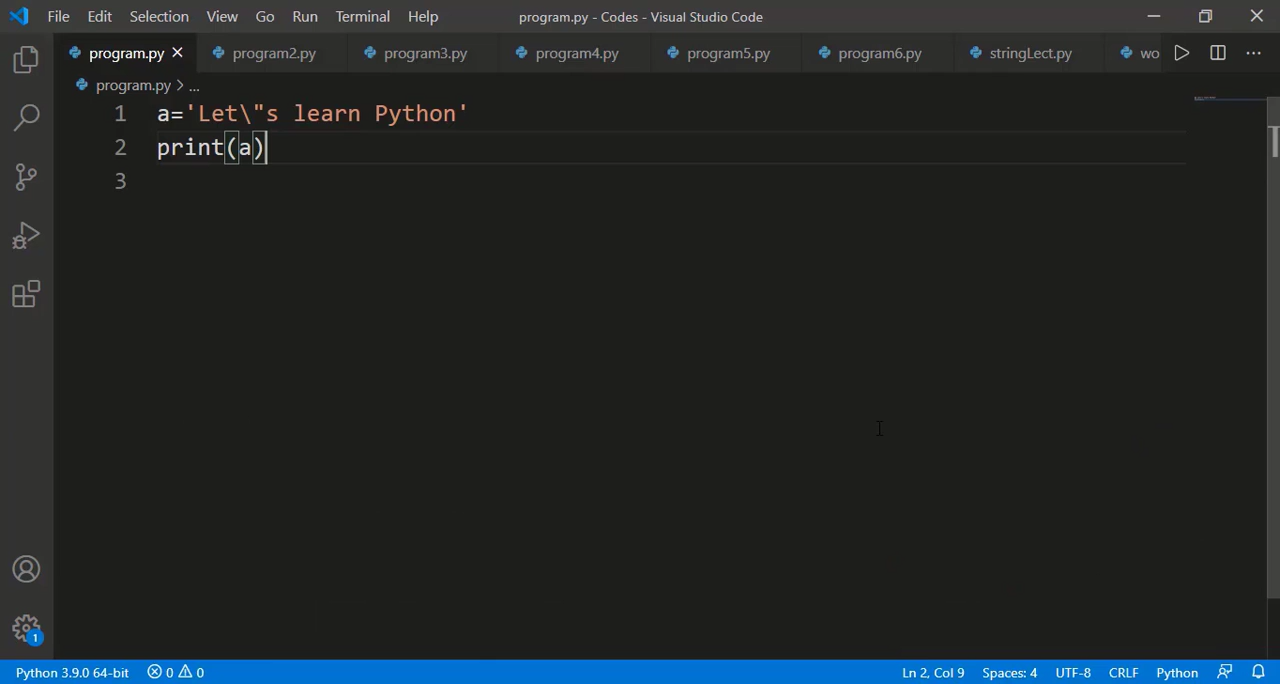 File Edit Selection View Go Run Terminal Help program.py - Codes - Visual Studio Code
program.py program2.py program3.py program4.py program5.py program6.py stringLect.py wo
program.py > ...
1 a='Let\"s learn Python'
2 print(a)
3
1
Python 3.9.0 64-bit 0 0 Ln 2, Col 9 Spaces: 4 UTF-8 CRLF Python